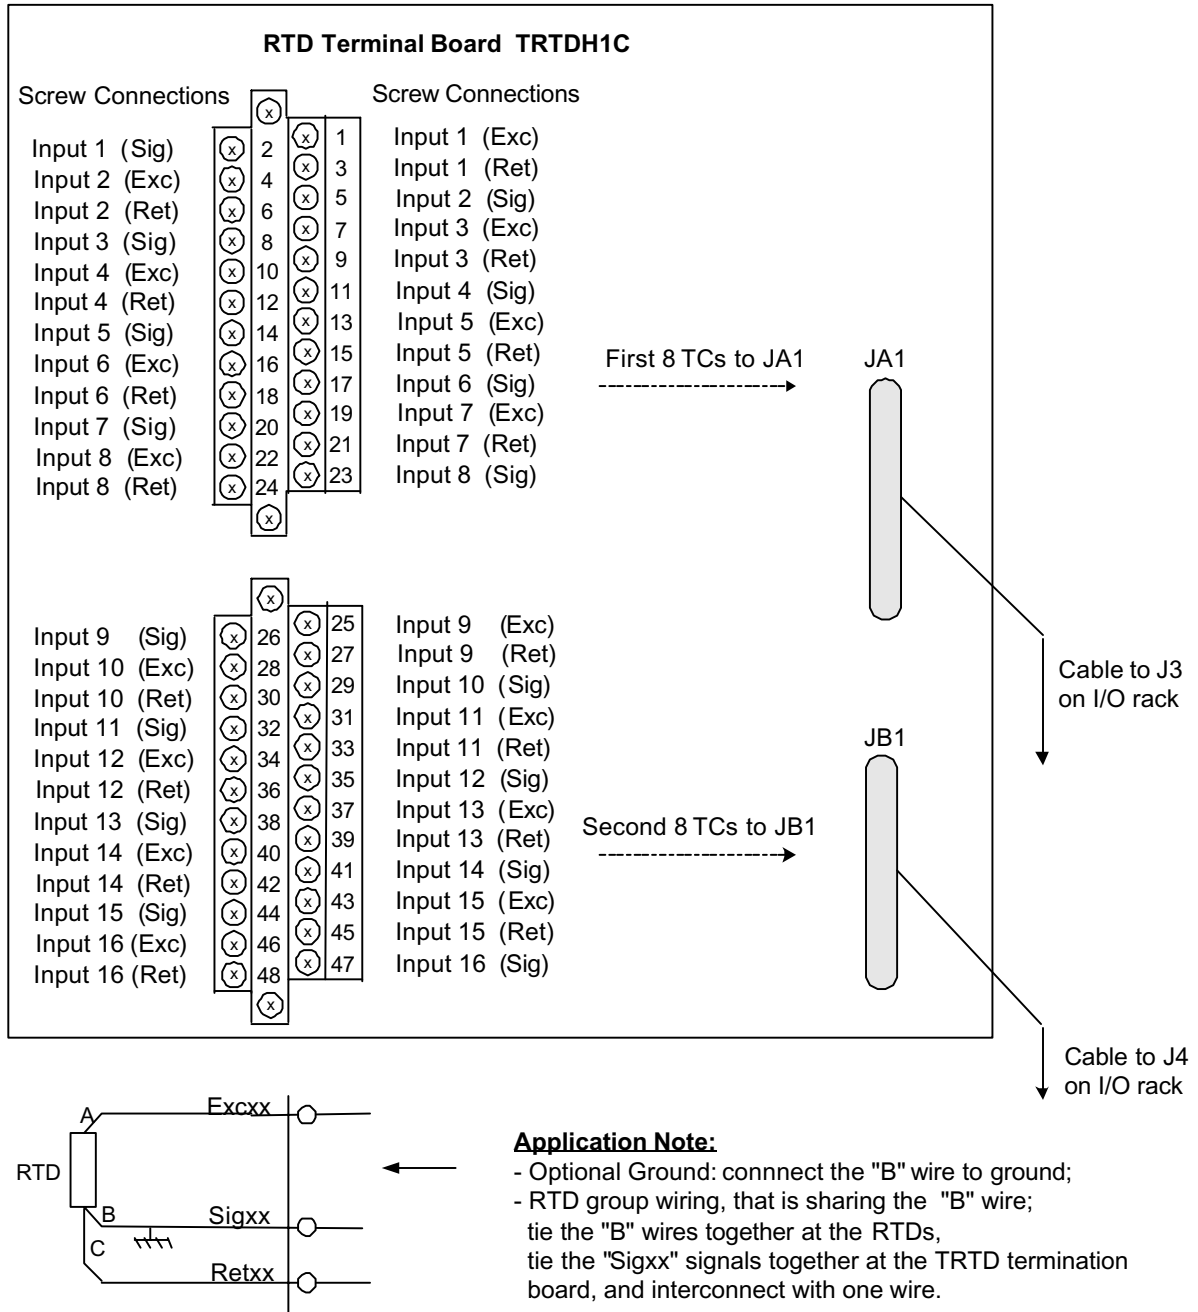 RTD Terminal Board TRTDH1C
Screw Connections
Screw Connections
x
Input 1 (Sig) x 2
Input 2 (Exc) x 4
Input 2 (Ret) x 6
Input 3 (Sig) x 8
Input 4 (Exc) x 10
Input 4 (Ret) x 12
Input 5 (Sig) x 14
Input 6 (Exc) x 16
Input 6 (Ret) x 18
Input 7 (Sig) x 20
Input 8 (Exc) x 22
Input 8 (Ret) x 24
x
x 1 Input 1 (Exc)
x 3 Input 1 (Ret)
x 5 Input 2 (Sig)
x 7 Input 3 (Exc)
x 9 Input 3 (Ret)
x 11 Input 4 (Sig)
x 13 Input 5 (Exc)
x 15 Input 5 (Ret)
x 17 Input 6 (Sig)
x 19 Input 7 (Exc)
x 21 Input 7 (Ret)
x 23 Input 8 (Sig)
First 8 TCs to JA1
JA1
Cable to J3
on I/O rack
x
Input 9 (Sig) x 26
Input 10 (Exc) x 28
Input 10 (Ret) x 30
Input 11 (Sig) x 32
Input 12 (Exc) x 34
Input 12 (Ret) x 36
Input 13 (Sig) x 38
Input 14 (Exc) x 40
Input 14 (Ret) x 42
Input 15 (Sig) x 44
Input 16 (Exc) x 46
Input 16 (Ret) x 48
x
x 25 Input 9 (Exc)
x 27 Input 9 (Ret)
x 29 Input 10 (Sig)
x 31 Input 11 (Exc)
x 33 Input 11 (Ret)
x 35 Input 12 (Sig)
x 37 Input 13 (Exc)
x 39 Input 13 (Ret)
x 41 Input 14 (Sig)
x 43 Input 15 (Exc)
x 45 Input 15 (Ret)
x 47 Input 16 (Sig)
Second 8 TCs to JB1
JB1
Cable to J4
on I/O rack
A Excxx
RTD
B Sigxx
C
Retxx
Application Note:
- Optional Ground: connnect the "B" wire to ground;
- RTD group wiring, that is sharing the "B" wire;
tie the "B" wires together at the RTDs,
tie the "Sigxx" signals together at the TRTD termination
board, and interconnect with one wire.